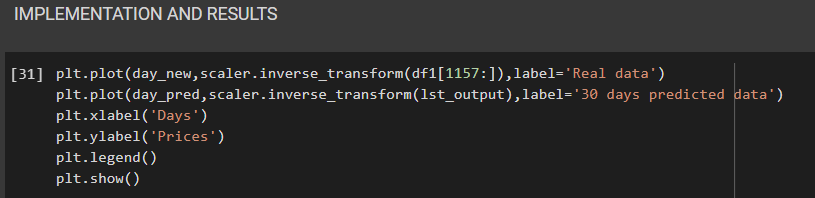 IMPLEMENTATION AND RESULTS
[31] plt.plot(day_new,scaler.inverse_transform(df1[1157:]),label='Real data')
plt.plot(day_pred,scaler.inverse_transform(lst_output),label='30 days predicted data')
plt.xlabel('Days')
plt.ylabel('Prices')
plt.legend()
plt.show()